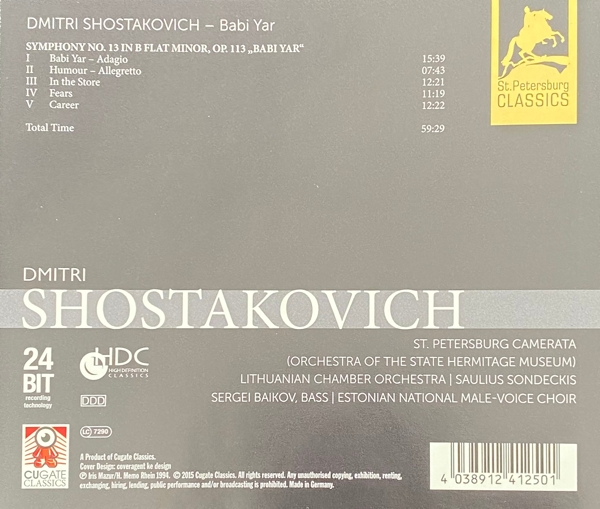 DMITRI SHOSTAKOVICH – Babi Yar
SYMPHONY NO. 13 IN B FLAT MINOR, OP. 113 „BABI YAR“
I Babi Yar – Adagio 15:39
II Humour – Allegretto 07:43
III In the Store 12:21
IV Fears 11:19
V Career 12:22
Total Time 59:29
St.Petersburg
CLASSICS
DMITRI
SHOSTAKOVICH
ST. PETERSBURG CAMERATA
(ORCHESTRA OF THE STATE HERMITAGE MUSEUM)
LITHUANIAN CHAMBER ORCHESTRA | SAULIUS SONDECKIS
SERGEI BAIKOV, BASS | ESTONIAN NATIONAL MALE-VOICE CHOIR
24
BIT
recording
technology
HDC
HIGH DEFINITION
CLASSICS
DDD
LC 7290
CUGATE
CLASSICS
A Product of Cugate Classics.
Cover Design: coveragent ke design
℗ Iris Mazur/H. Memo Rhein 1994. © 2015 Cugate Classics. All rights reserved. Any unauthorised copying, exhibition, renting,
exchanging, hiring, lending, public performance and/or broadcasting is prohibited. Made in Germany.
4 038912 412501